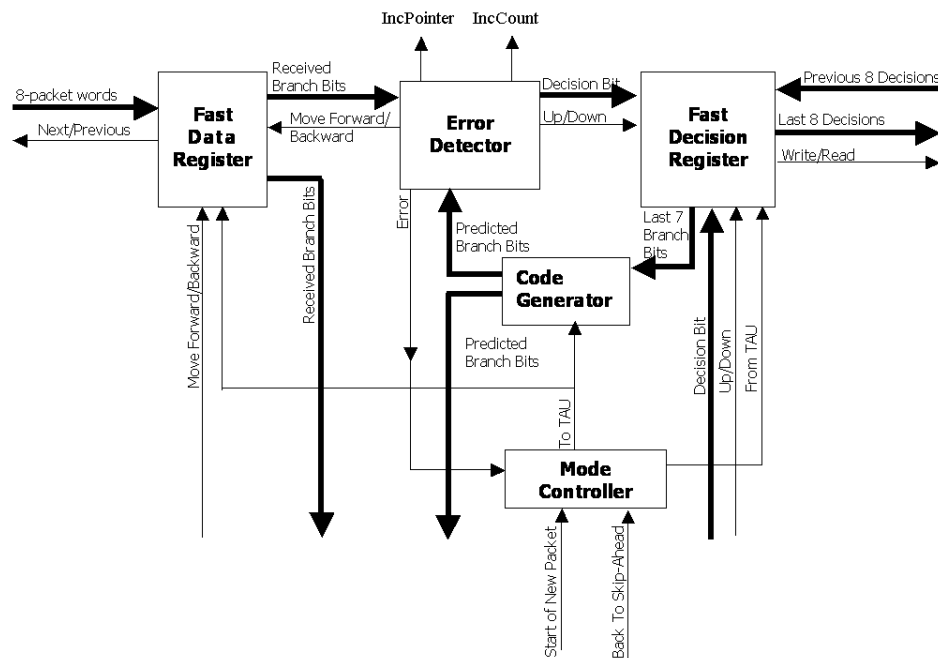 IncPointer
IncCount
Received
Branch Bits
Decision Bit
Previous 8 Decisions
8-packet words
Next/Previous
Fast
Data
Register
Move Forward/
Backward
Error
Detector
Up/Down
Fast
Decision
Register
Last 8 Decisions
Write/Read
Error
Predicted
Branch Bits
Last 7
Branch
Bits
Code
Generator
Move Forward/Backward
Received Branch Bits
Predicted
Branch Bits
Decision Bit
Up/Down
From TAU
To TAU
Mode
Controller
Start of New Packet
Back To Skip-Ahead